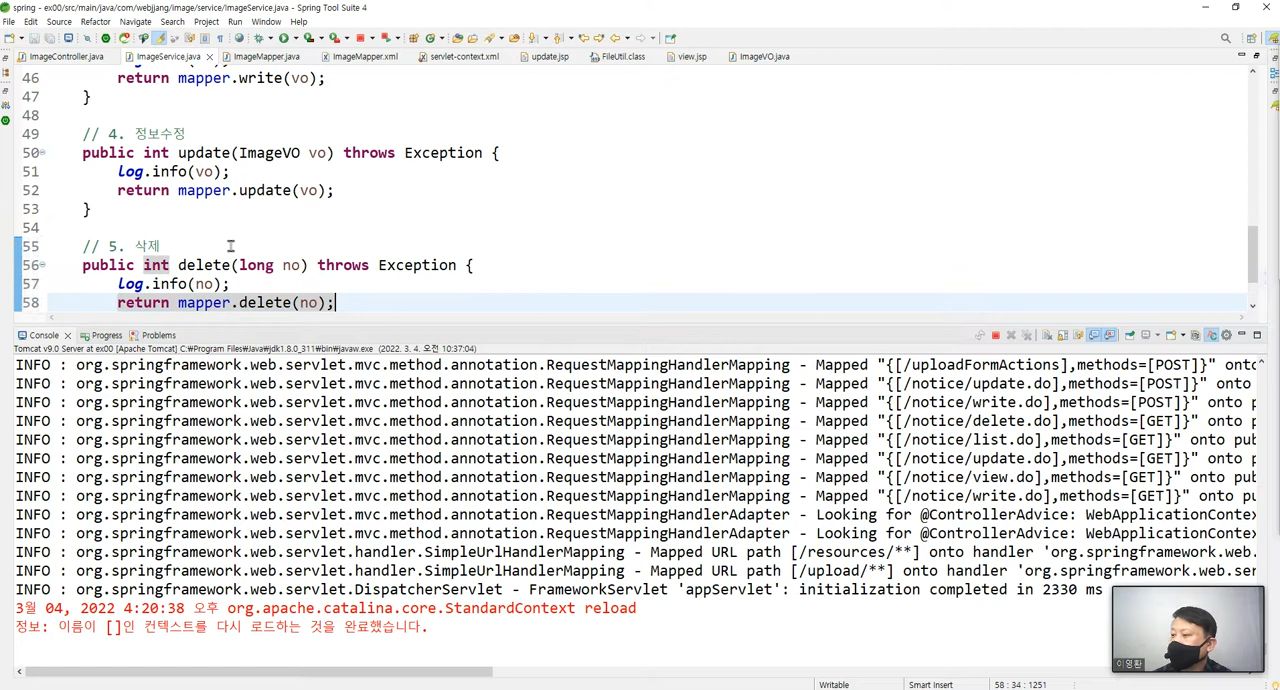 spring - ex00/src/main/java/com/webjjang/image/service/ImageService.java - Spring Tool Suite 4
File Edit Source Refactor Navigate Search Project Run Window Help
ImageController.java ImageService.java ImageMapper.java ImageMapper.xml servlet-context.xml update.jsp FileUtil.class view.jsp ImageVO.java
46 return mapper.write(vo);
47 }
48
49 // 4. 정보수정
50 public int update(ImageVO vo) throws Exception {
51 log.info(vo);
52 return mapper.update(vo);
53 }
54
55 // 5. 삭제
56 public int delete(long no) throws Exception {
57 log.info(no);
58 return mapper.delete(no);
Console Progress Problems
Tomcat v9.0 Server at ex00 [Apache Tomcat] C:₩Program Files₩Java₩jdk1.8.0_311₩bin₩javaw.exe (2022. 3. 4. 오전 10:37:04)
INFO : org.springframework.web.servlet.mvc.method.annotation.RequestMappingHandlerMapping - Mapped "{[/uploadFormActions],methods=[POST]}" onto
INFO : org.springframework.web.servlet.mvc.method.annotation.RequestMappingHandlerMapping - Mapped "{[/notice/update.do],methods=[POST]}" onto
INFO : org.springframework.web.servlet.mvc.method.annotation.RequestMappingHandlerMapping - Mapped "{[/notice/write.do],methods=[POST]}" onto p
INFO : org.springframework.web.servlet.mvc.method.annotation.RequestMappingHandlerMapping - Mapped "{[/notice/delete.do],methods=[GET]}" onto p
INFO : org.springframework.web.servlet.mvc.method.annotation.RequestMappingHandlerMapping - Mapped "{[/notice/list.do],methods=[GET]}" onto pub
INFO : org.springframework.web.servlet.mvc.method.annotation.RequestMappingHandlerMapping - Mapped "{[/notice/update.do],methods=[GET]}" onto p
INFO : org.springframework.web.servlet.mvc.method.annotation.RequestMappingHandlerMapping - Mapped "{[/notice/view.do],methods=[GET]}" onto pub
INFO : org.springframework.web.servlet.mvc.method.annotation.RequestMappingHandlerMapping - Mapped "{[/notice/write.do],methods=[GET]}" onto pu
INFO : org.springframework.web.servlet.mvc.method.annotation.RequestMappingHandlerAdapter - Looking for @ControllerAdvice: WebApplicationContex
INFO : org.springframework.web.servlet.mvc.method.annotation.RequestMappingHandlerAdapter - Looking for @ControllerAdvice: WebApplicationContex
INFO : org.springframework.web.servlet.handler.SimpleUrlHandlerMapping - Mapped URL path [/resources/**] onto handler 'org.springframework.web.
INFO : org.springframework.web.servlet.handler.SimpleUrlHandlerMapping - Mapped URL path [/upload/**] onto handler 'org.springframework.web.ser
INFO : org.springframework.web.servlet.DispatcherServlet - FrameworkServlet 'appServlet': initialization completed in 2330 ms
3월 04, 2022 4:20:38 오후 org.apache.catalina.core.StandardContext reload
정보: 이름이 []인 컨텍스트를 다시 로드하는 것을 완료했습니다.
이영환
Writable Smart Insert 58 : 34 : 1251